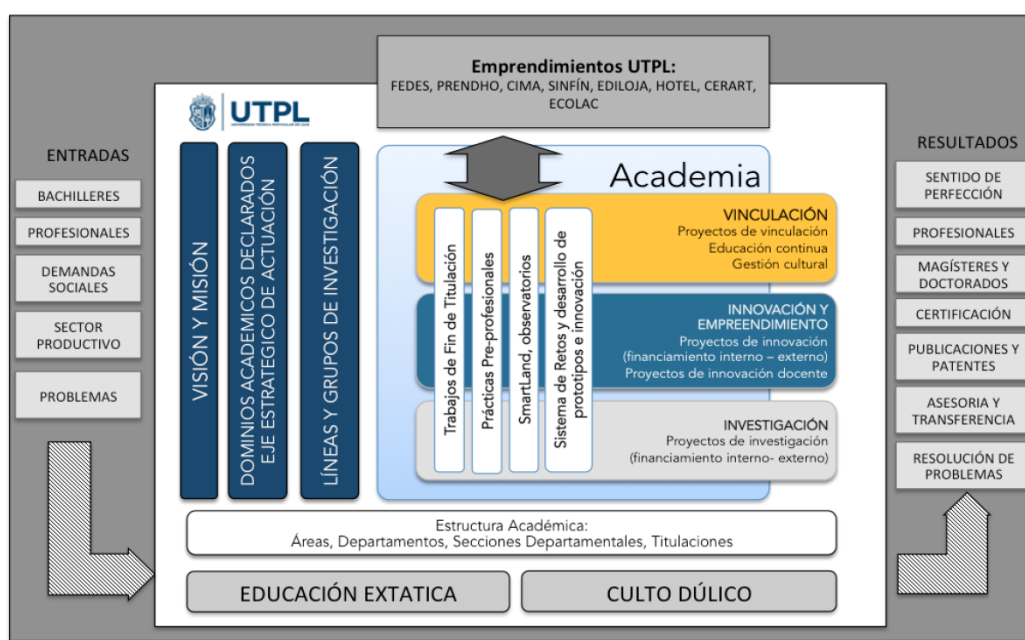 Emprendimientos UTPL:
FEDES, PRENDHO, CIMA, SINFÍN, EDILOJA, HOTEL, CERART,
ECOLAC
UTPL
ENTRADAS
BACHILLERES
PROFESIONALES
DEMANDAS
SOCIALES
SECTOR
PRODUCTIVO
PROBLEMAS
VISIÓN Y MISIÓN
DOMINIOS ACADEMICOS DECLARADOS
EJE ESTRATEGICO DE ACTUACIÓN
LÍNEAS Y GRUPOS DE INVESTIGACIÓN
Academia
Trabajos de Fin de Titulación
Prácticas Pre-profesionales
SmartLand, observatorios
Sistema de Retos y desarrollo de
prototipos e innovación
VINCULACIÓN
Proyectos de vinculación
Educación continua
Gestión cultural
INNOVACIÓN Y
EMPREENDIMIENTO
Proyectos de innovación
(financiamiento interno – externo)
Proyectos de innovación docente
INVESTIGACIÓN
Proyectos de investigación
(financiamiento interno- externo)
Estructura Académica:
Áreas, Departamentos, Secciones Departamentales, Titulaciones
EDUCACIÓN EXTATICA
CULTO DÚLICO
RESULTADOS
SENTIDO DE
PERFECCIÓN
PROFESIONALES
MAGÍSTERES Y
DOCTORADOS
CERTIFICACIÓN
PUBLICACIONES Y
PATENTES
ASESORIA Y
TRANSFERENCIA
RESOLUCIÓN DE
PROBLEMAS